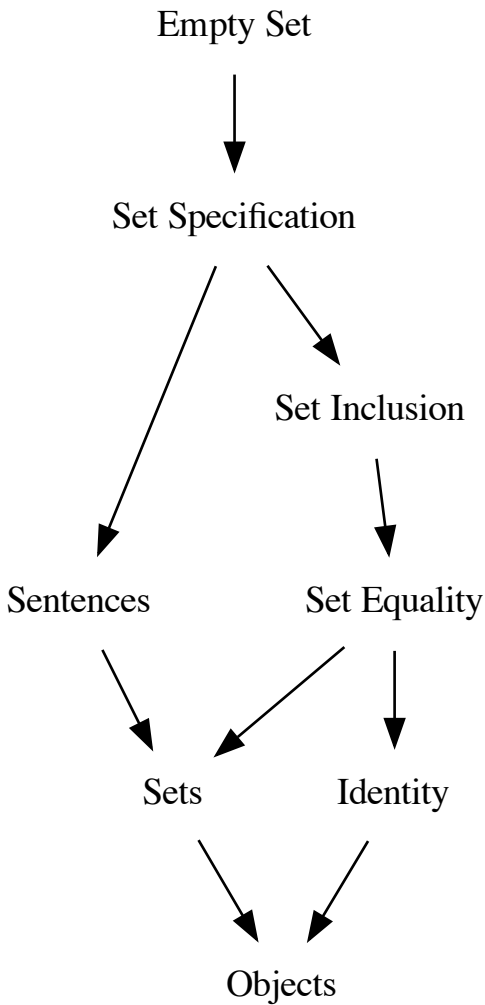 Empty Set
Set Specification
Set Inclusion
Sentences
Set Equality
Sets
Identity
Objects